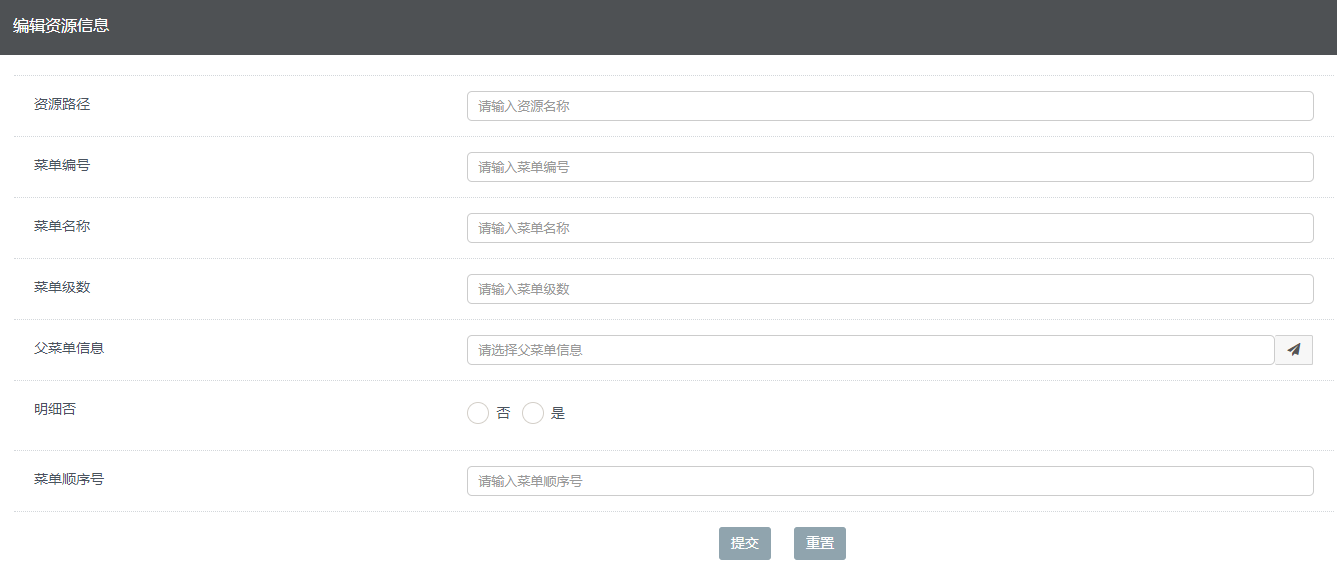 编辑资源信息
资源路径 请输入资源名称
菜单编号 请输入菜单编号
菜单名称 请输入菜单名称
菜单级数 请输入菜单级数
父菜单信息 请选择父菜单信息
明细否 否 是
菜单顺序号 请输入菜单顺序号
提交 重置